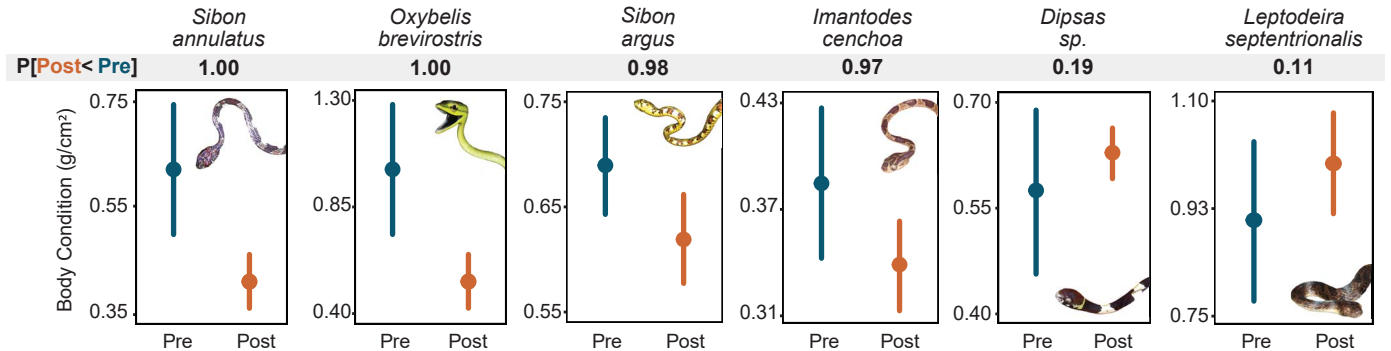 Sibon annulatus
Oxybelis brevirostris
Sibon argus
Imantodes cenchoa
Dipsas sp.
Leptodeira septentrionalis
P[Post< Pre] 1.00 1.00 0.98 0.97 0.19 0.11
Body Condition (g/cm²)
0.75
0.55
0.35
Pre Post
1.30
0.85
0.40
Pre Post
0.75
0.65
0.55
Pre Post
0.43
0.37
0.31
Pre Post
0.70
0.55
0.40
Pre Post
1.10
0.93
0.75
Pre Post